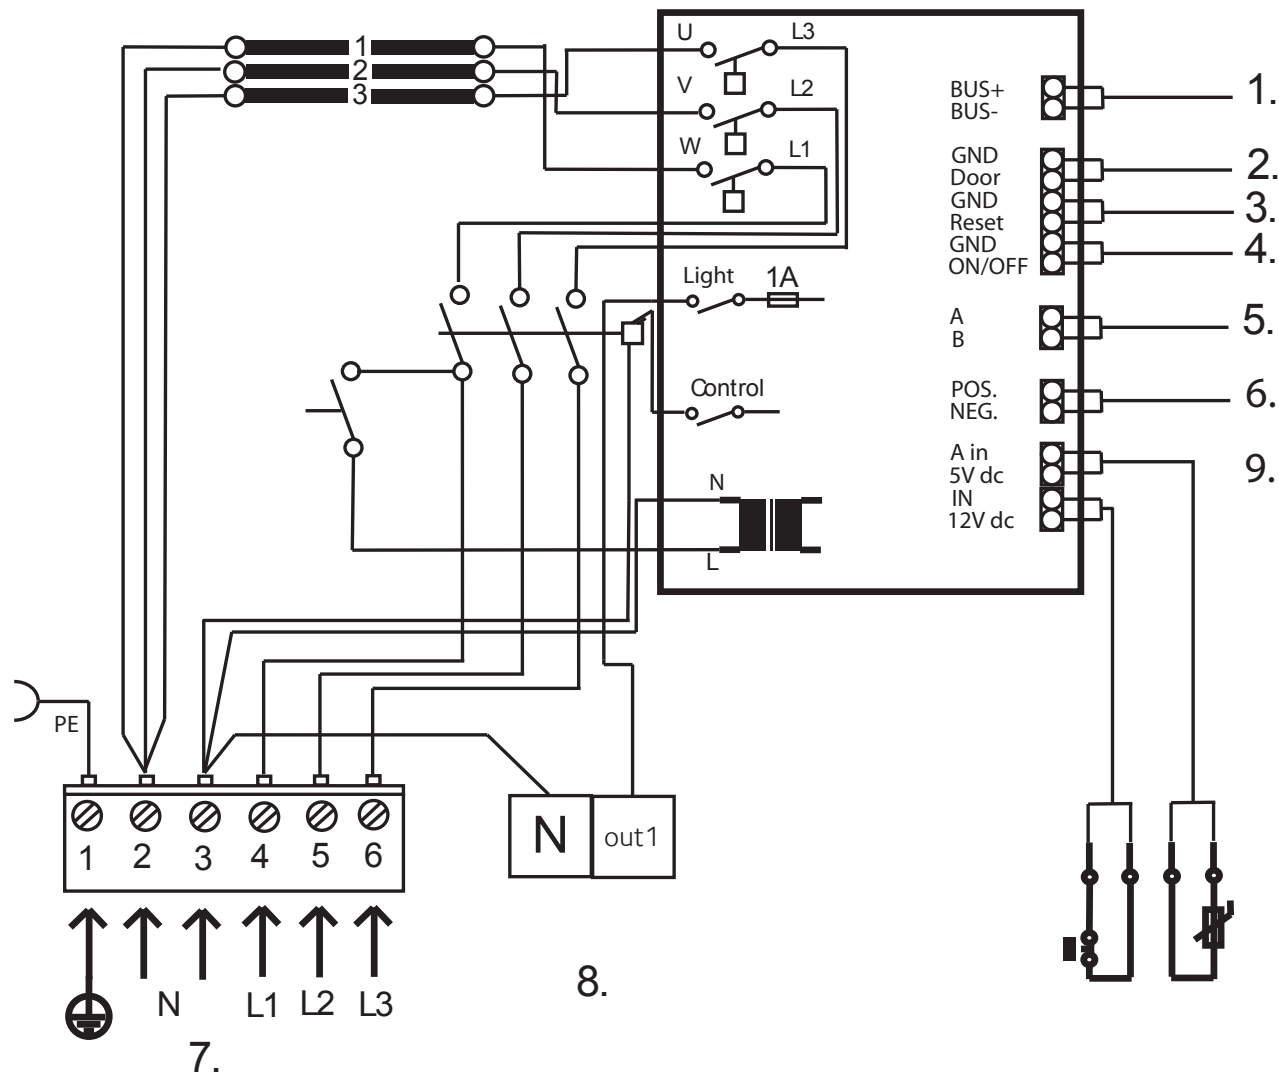 1
2
3
U
L3
V
L2
W
L1
Light
1A
Control
N
L
BUS+
BUS-
GND
Door
GND
Reset
GND
ON/OFF
A
B
POS.
NEG.
A in
5V dc
IN
12V dc
1.
2.
3.
4.
5.
6.
9.
PE
1 2 3 4 5 6
N out1
N L1 L2 L3
7.
8.